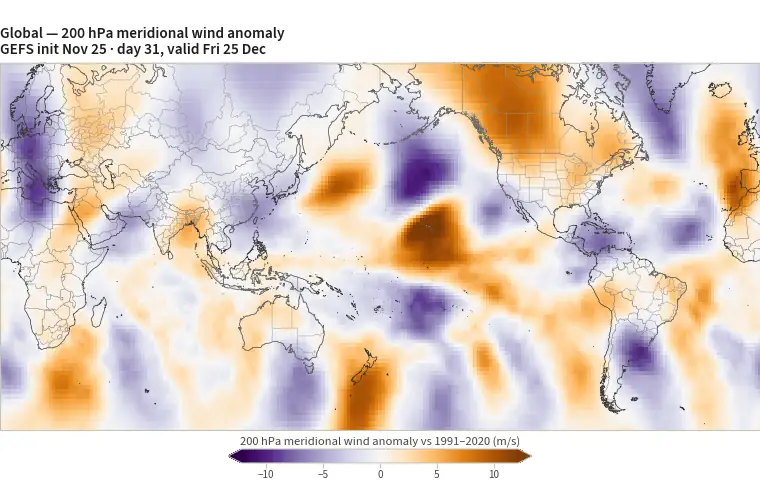 Global — 200 hPa meridional wind anomaly
GEFS init Nov 25 · day 31, valid Fri 25 Dec
200 hPa meridional wind anomaly vs 1991–2020 (m/s)
−10 −5 0 5 10